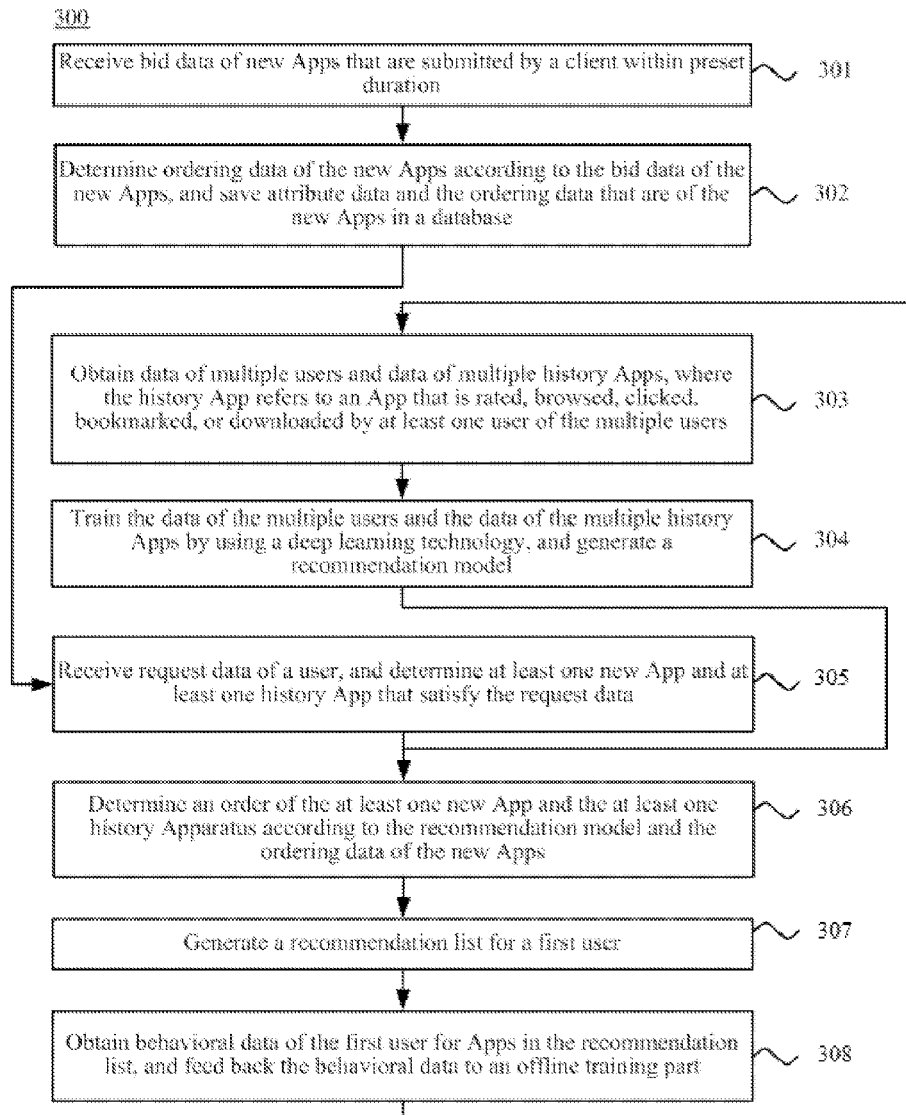 300
Receive bid data of new Apps that are submitted by a client within preset
duration
301
Determine ordering data of the new Apps according to the bid data of
the new Apps, and save attribute data and the ordering data that are of the
new Apps in a database
302
Obtain data of multiple users and data of multiple history Apps, where
the history App refers to an App that is rated, browsed, clicked,
bookmarked, or downloaded by at least one user of the multiple users
303
Train the data of the multiple users and the data of the multiple history
Apps by using a deep learning technology, and generate a
recommendation model
304
Receive request data of a user, and determine at least one new App and at
least one history App that satisfy the request data
305
Determine an order of the at least one new App and the at least one
history Apparatus according to the recommendation model and the
ordering data of the new Apps
306
Generate a recommendation list for a first user
307
Obtain behavioral data of the first user for Apps in the recommendation
list, and feed back the behavioral data to an offline training part
308